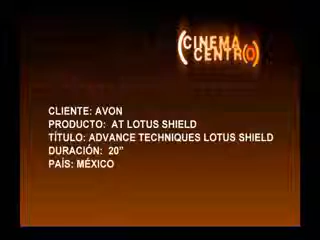 CINEMA
CENTRO
CLIENTE: AVON
PRODUCTO:  AT LOTUS SHIELD
TÍTULO: ADVANCE TECHNIQUES LOTUS SHIELD
DURACIÓN:  20”
PAÍS: MÉXICO